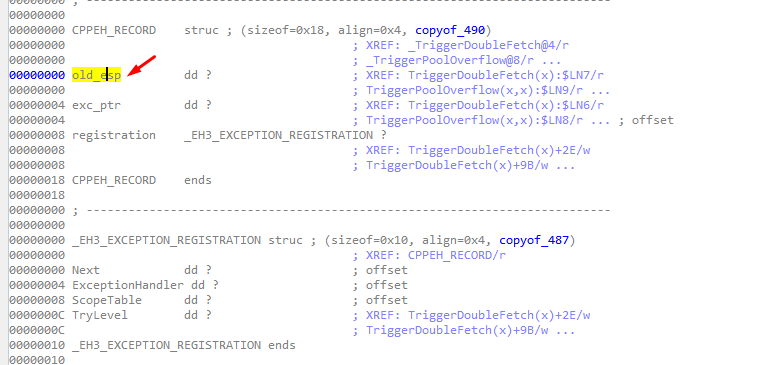 00000000 ; ---------------------------------------------------------------------------
00000000
00000000 CPPEH_RECORD struc ; (sizeof=0x18, align=0x4, copyof_490)
00000000 ; XREF: _TriggerDoubleFetch@4/r
00000000 ; _TriggerPoolOverflow@8/r ...
00000000 old_esp dd ? ; XREF: TriggerDoubleFetch(x):$LN7/r
00000000 ; TriggerPoolOverflow(x,x):$LN9/r ...
00000004 exc_ptr dd ? ; XREF: TriggerDoubleFetch(x):$LN6/r
00000004 ; TriggerPoolOverflow(x,x):$LN8/r ... ; offset
00000008 registration _EH3_EXCEPTION_REGISTRATION ?
00000008 ; XREF: TriggerDoubleFetch(x)+2E/w
00000008 ; TriggerDoubleFetch(x)+9B/w ...
00000018 CPPEH_RECORD ends
00000018
00000000 ; ---------------------------------------------------------------------------
00000000
00000000 _EH3_EXCEPTION_REGISTRATION struc ; (sizeof=0x10, align=0x4, copyof_487)
00000000 ; XREF: CPPEH_RECORD/r
00000000 Next dd ? ; offset
00000004 ExceptionHandler dd ? ; offset
00000008 ScopeTable dd ? ; offset
0000000C TryLevel dd ? ; XREF: TriggerDoubleFetch(x)+2E/w
0000000C ; TriggerDoubleFetch(x)+9B/w ...
00000010 _EH3_EXCEPTION_REGISTRATION ends
00000010